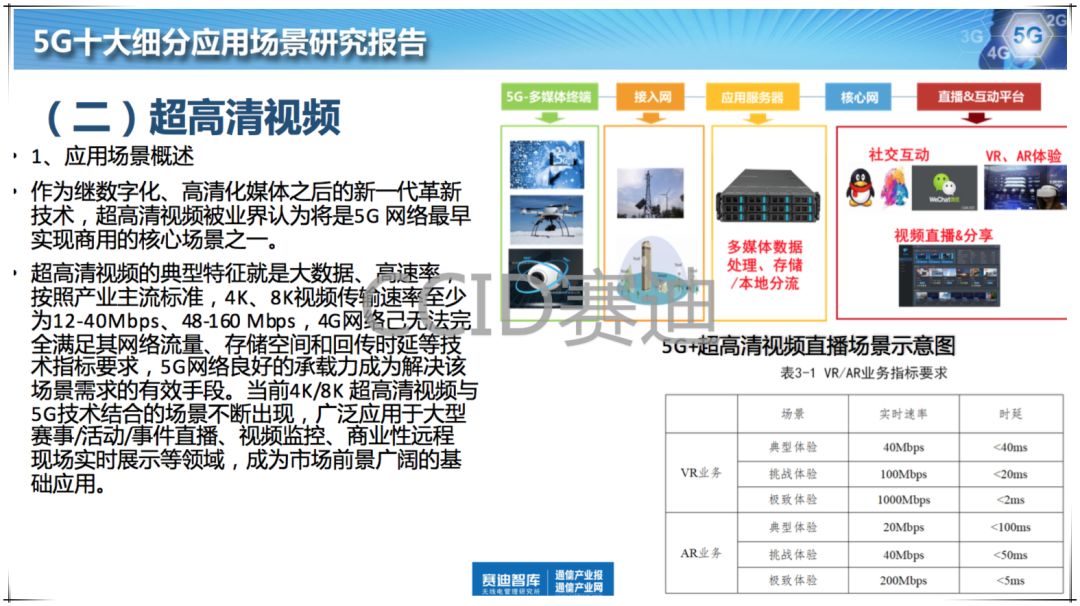 5G十大细分应用场景研究报告
2G
3G
4G
5G
（二）超高清视频
• 1、应用场景概述
• 作为继数字化、高清化媒体之后的新一代革新
技术，超高清视频被业界认为将是5G 网络最早
实现商用的核心场景之一。
• 超高清视频的典型特征就是大数据、高速率，
按照产业主流标准，4K、8K视频传输速率至少
为12-40Mbps、48-160 Mbps，4G网络已无法完
全满足其网络流量、存储空间和回传时延等技
术指标要求，5G网络良好的承载力成为解决该
场景需求的有效手段。当前4K/8K 超高清视频与
5G技术结合的场景不断出现，广泛应用于大型
赛事/活动/事件直播、视频监控、商业性远程
现场实时展示等领域，成为市场前景广阔的基
础应用。
5G-多媒体终端 接入网 应用服务器 核心网 直播&互动平台
5G
多媒体数据
处理、存储
/本地分流
社交互动 VR、AR体验
WeChat微信
视频直播&分享
CCID赛迪
5G+超高清视频直播场景示意图
表3-1 VR/AR业务指标要求
场景 实时速率 时延
VR业务 典型体验 40Mbps <40ms
挑战体验 100Mbps <20ms
极致体验 1000Mbps <2ms
AR业务 典型体验 20Mbps <100ms
挑战体验 40Mbps <50ms
极致体验 200Mbps <5ms
赛迪智库 通信产业报
无线电管理研究所 通信产业网